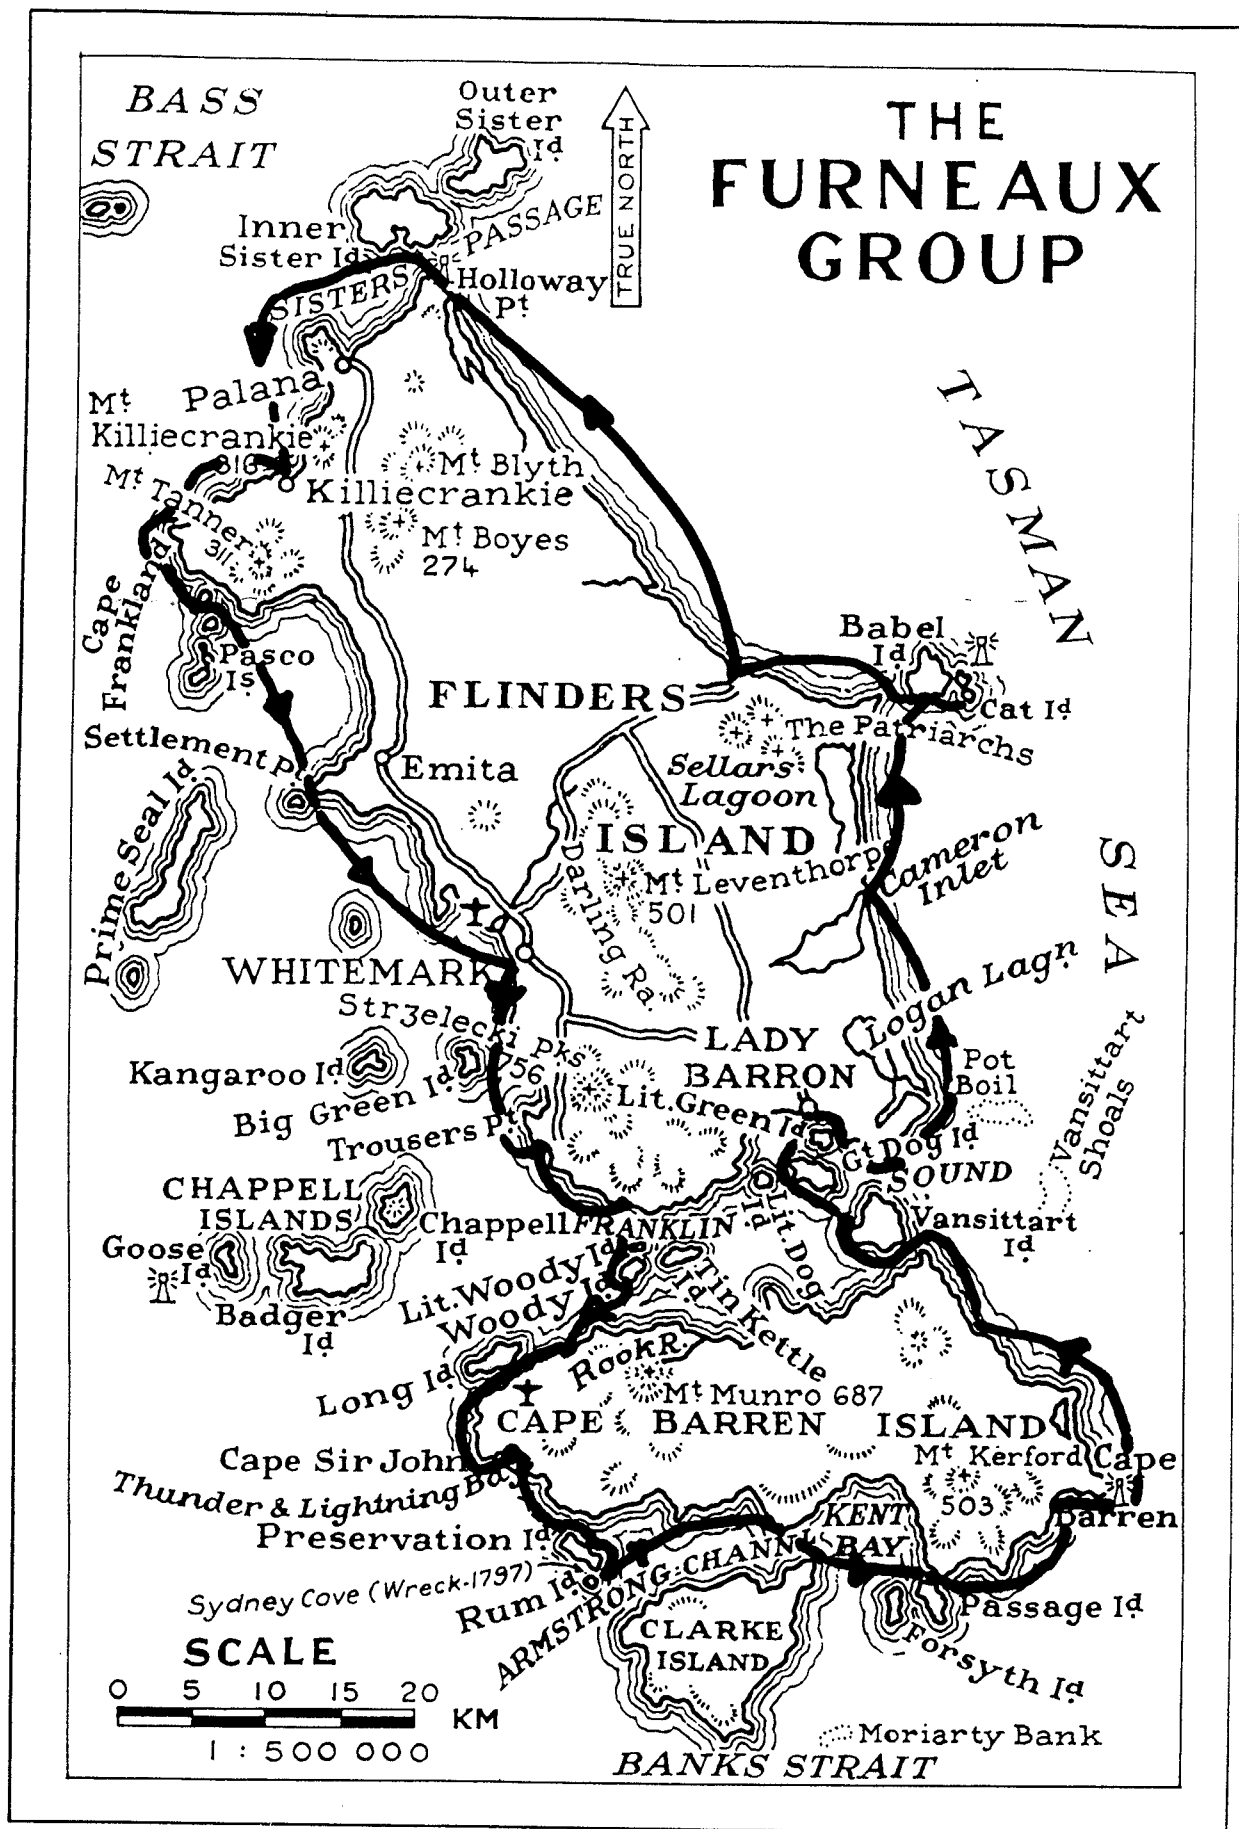 THE
FURNEAUX
GROUP
BASS
STRAIT
Outer
Sister
Id
TRUE NORTH
Inner
Sister Id
SISTERS
PASSAGE
Holloway
Pt
Palana
Mt
Killiecrankie
316
Killiecrankie
Mt Blyth
Mt Tanner
311
Mt Boyes
274
TASMAN
SEA
Cape
Frankland
Pasco
Is
Babel
Id
Cat Id
FLINDERS
ISLAND
The Patriarchs
Settlement Pt
Emita
Sellars
Lagoon
Prime Seal Id
Darling Ra.
Mt Leventhorpe
501
Cameron
Inlet
WHITEMARK
Strzelecki Pks
756
Logan Lagn
LADY
BARRON
Pot
Boil
Vansittart
Shoals
Kangaroo Id
Big Green Id
Lit. Green Id
Trousers Pt
Gt. Dog Id
SOUND
CHAPPELL
ISLANDS
Chappell
Id
FRANKLIN
Lit. Dog
Id
Vansittart
Id
Goose
Id
Badger
Id
Lit. Woody Id
Woody Id
Tin Kettle
Id
Long Id
Rook R.
Mt Munro 687
CAPE BARREN ISLAND
Cape Sir John
Mt Kerford
503
Cape
Barren
Thunder & Lightning Bay
Preservation Id
KENT
BAY
Sydney Cove (Wreck-1797)
Rum Id
ARMSTRONG CHANNL
Passage Id
Forsyth Id
CLARKE
ISLAND
SCALE
0 5 10 15 20
KM
1 : 500 000
Moriarty Bank
BANKS STRAIT